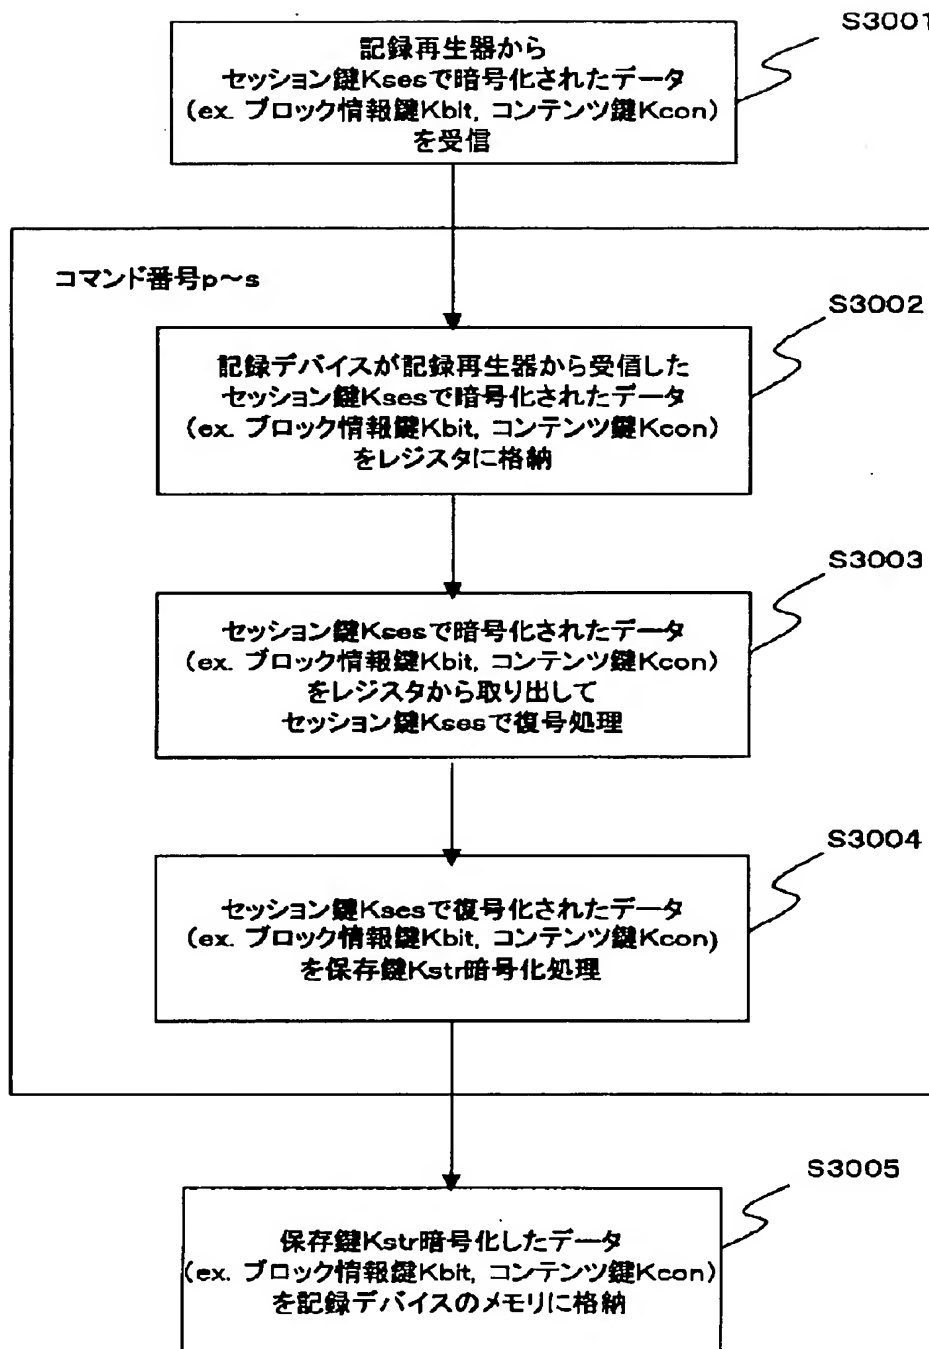 S3001
記録再生器から
セッション鍵Ksesで暗号化されたデータ
(ex. ブロック情報鍵Kbit, コンテンツ鍵Kcon)
を受信
コマンド番号p~s
S3002
記録デバイスが記録再生器から受信した
セッション鍵Ksesで暗号化されたデータ
(ex. ブロック情報鍵Kbit, コンテンツ鍵Kcon)
をレジスタに格納
S3003
セッション鍵Ksesで暗号化されたデータ
(ex. ブロック情報鍵Kbit, コンテンツ鍵Kcon)
をレジスタから取り出して
セッション鍵Ksesで復号処理
S3004
セッション鍵Ksesで復号化されたデータ
(ex. ブロック情報鍵Kbit, コンテンツ鍵Kcon)
を保存鍵Kstr暗号化処理
S3005
保存鍵Kstr暗号化したデータ
(ex. ブロック情報鍵Kbit, コンテンツ鍵Kcon)
を記録デバイスのメモリに格納